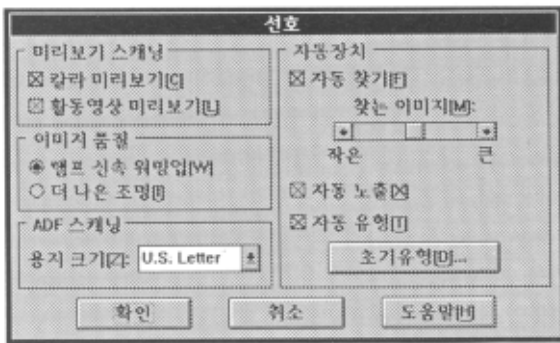 선호
미리보기 스캐닝
칼라 미리보기[C]
활동영상 미리보기[L]
이미지 품질
램프 신속 워밍업[W]
더 나은 조명[I]
ADF 스캐닝
용지 크기[Z]: U.S. Letter
자동장치
자동 찾기[F]
찾는 이미지[M]:
작은 큰
자동 노출[X]
자동 유형[T]
초기유형[D]...
확인 취소 도움말[H]